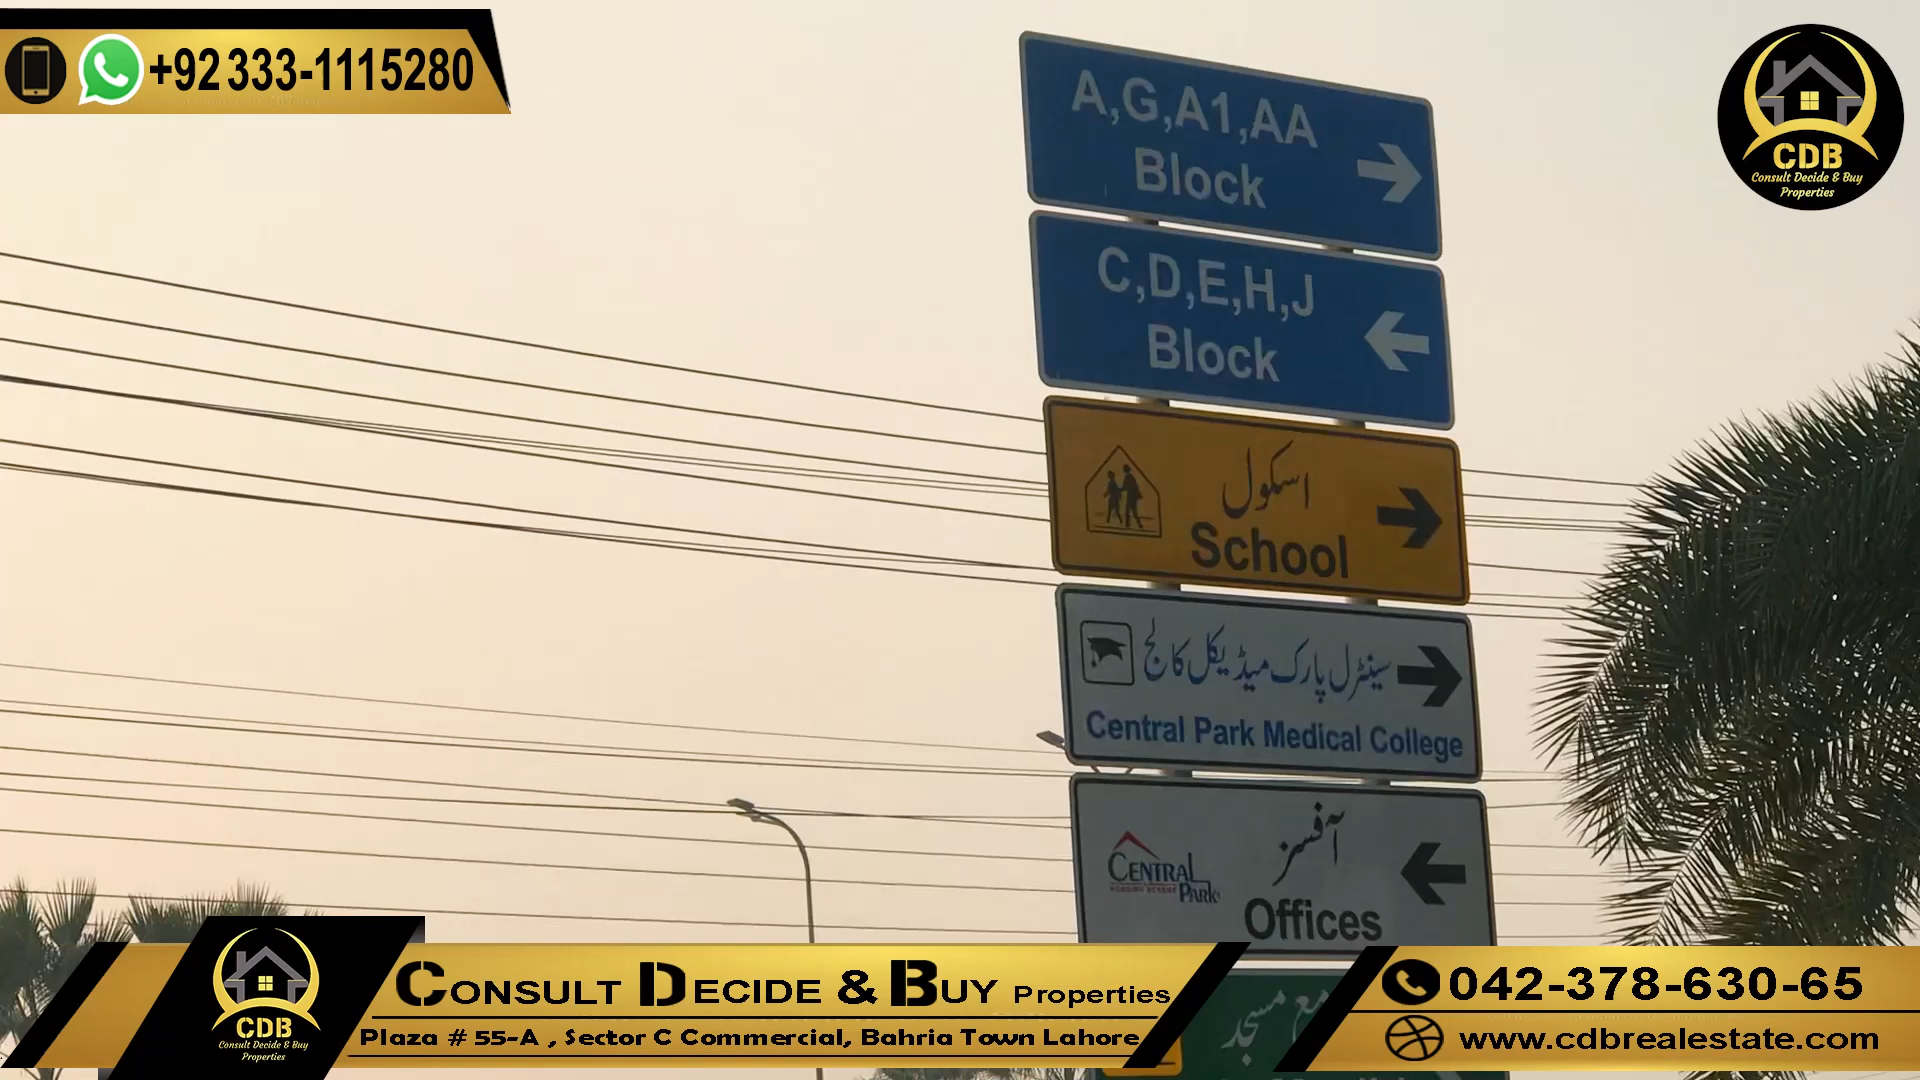 +92 333-1115280
CDB
Consult Decide & Buy
Properties
A,G,A1,AA
Block
C,D,E,H,J
Block
اسکول
School
سینٹرل پارک میڈیکل کالج
Central Park Medical College
CENTRAL
PARK
آفسز
Offices
مسجد
CDB
Consult Decide & Buy
Properties
CONSULT DECIDE & BUY Properties
Plaza # 55-A , Sector C Commercial, Bahria Town Lahore
042-378-630-65
www.cdbrealestate.com